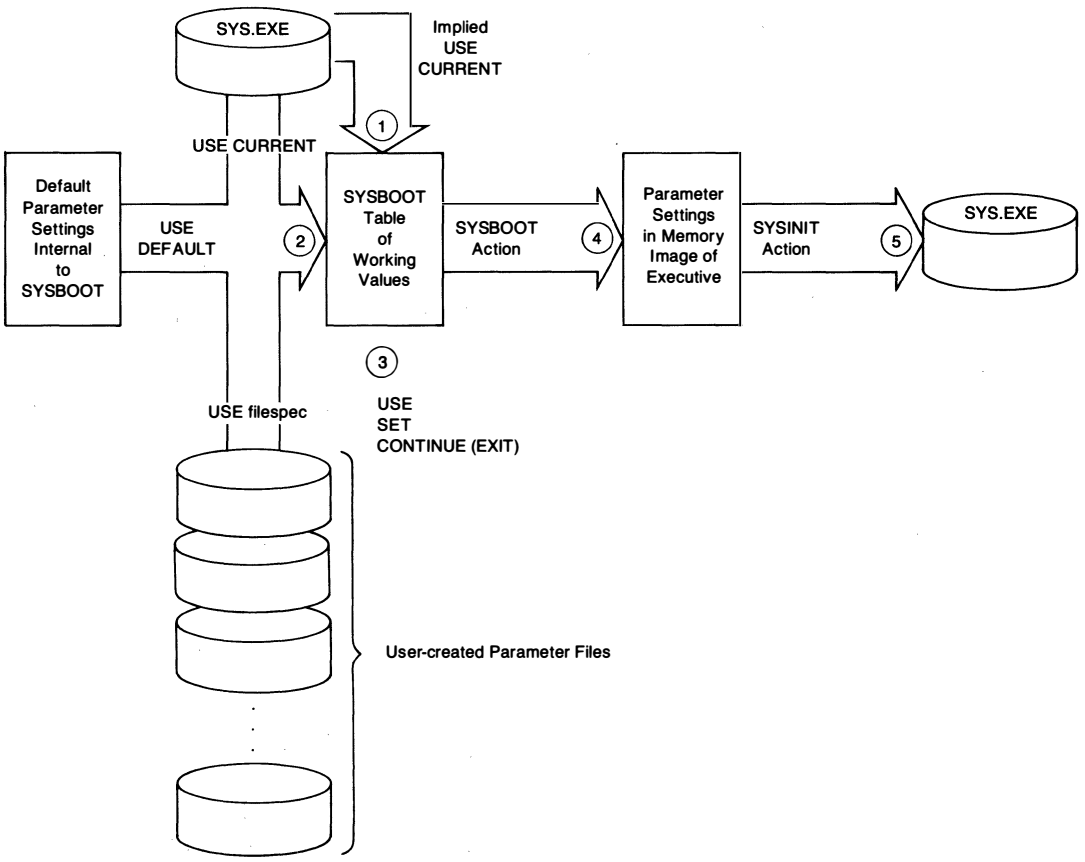 SYS.EXE
Implied
USE
CURRENT
1
USE CURRENT
Default
Parameter
Settings
Internal
to
SYSBOOT
USE
DEFAULT
2
SYSBOOT
Table
of
Working
Values
SYSBOOT
Action
4
Parameter
Settings
in Memory
Image of
Executive
SYSINIT
Action
5
SYS.EXE
3
USE
SET
CONTINUE (EXIT)
USE filespec
User-created Parameter Files